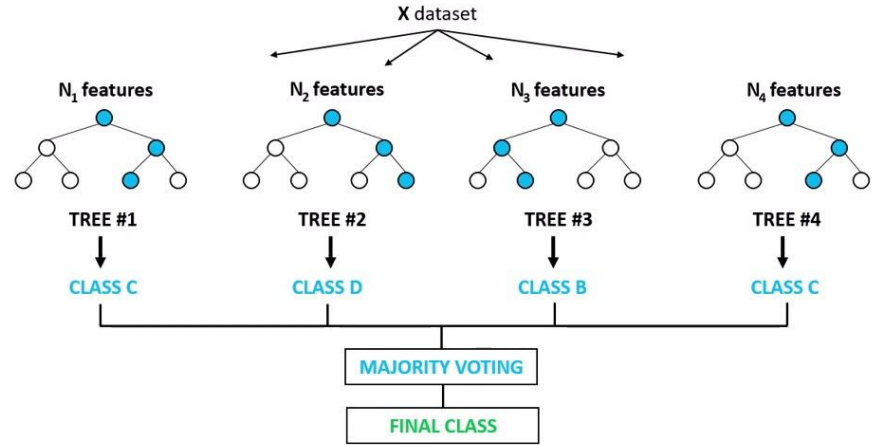 X dataset
N₁ features N₂ features N₃ features N₄ features
TREE #1 TREE #2 TREE #3 TREE #4
CLASS C CLASS D CLASS B CLASS C
MAJORITY VOTING
FINAL CLASS